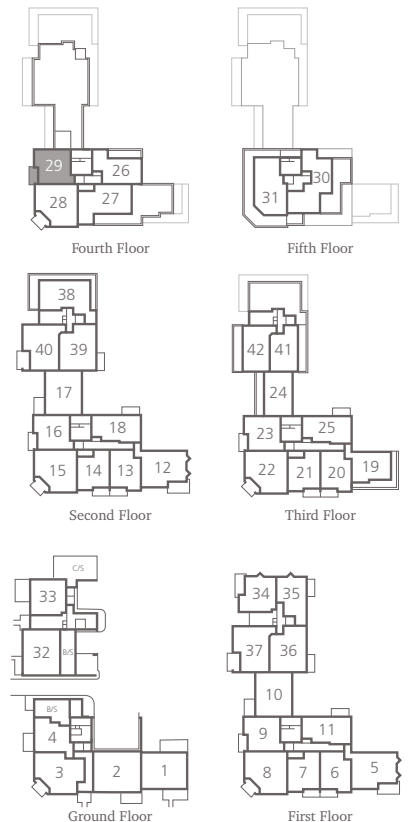 29
26
28
27
Fourth Floor
30
31
Fifth Floor
38
40 39
17
16 18
15 14 13 12
Second Floor
42 41
24
23 25
22 21 20 19
Third Floor
C/S
33
32 B/S
B/S
4
3 2 1
Ground Floor
34 35
37 36
10
9 11
8 7 6 5
First Floor